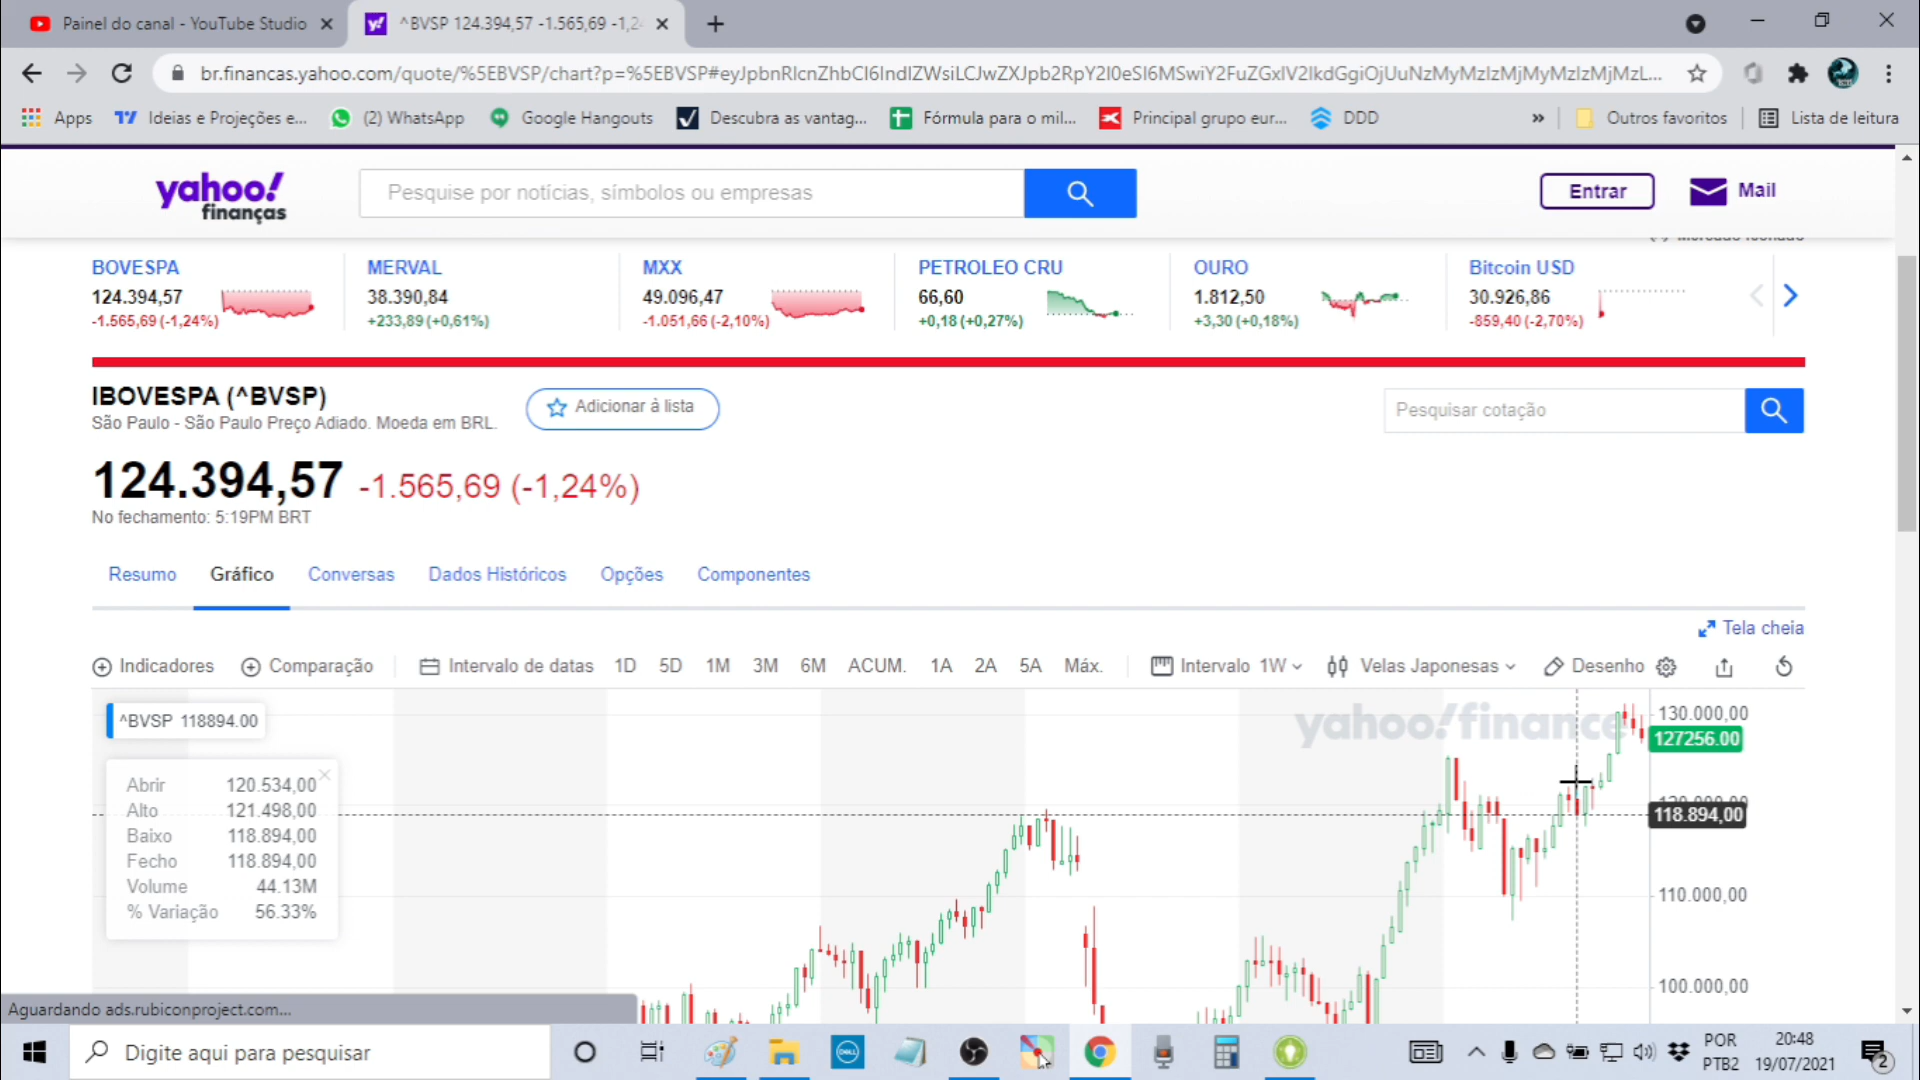 Painel do canal - YouTube Studio
^BVSP 124.394,57 -1.565,69 -1,2
br.financas.yahoo.com/quote/%5EBVSP/chart?p=%5EBVSP#
Apps
Ideias e Projeções e...
(2) WhatsApp
Google Hangouts
Descubra as vantag...
Fórmula para o mil...
Principal grupo eur...
DDD
»
Outros favoritos
Lista de leitura
yahoo!
finanças
Pesquise por notícias, símbolos ou empresas
Entrar
Mail
BOVESPA
124.394,57
-1.565,69 (-1,24%)
MERVAL
38.390,84
+233,89 (+0,61%)
MXX
49.096,47
-1.051,66 (-2,10%)
PETROLEO CRU
66,60
+0,18 (+0,27%)
OURO
1.812,50
+3,30 (+0,18%)
Bitcoin USD
30.926,86
-859,40 (-2,70%)
IBOVESPA (^BVSP)
São Paulo - São Paulo Preço Adiado. Moeda em BRL.
Adicionar à lista
Pesquisar cotação
124.394,57 -1.565,69 (-1,24%)
No fechamento: 5:19PM BRT
Resumo Gráfico Conversas Dados Históricos Opções Componentes
Tela cheia
Indicadores Comparação Intervalo de datas 1D 5D 1M 3M 6M ACUM. 1A 2A 5A Máx. Intervalo 1W Velas Japonesas Desenho
^BVSP 118894.00
yahoo!finance
130.000,00
127256.00
Abrir 120.534,00
Alto 121.498,00
118.894,00
Baixo 118.894,00
Fecho 118.894,00
Volume 44.13M
110.000,00
% Variação 56.33%
100.000,00
Aguardando ads.rubiconproject.com...
Digite aqui para pesquisar
DELL
POR
PTB2
20:48
19/07/2021
2